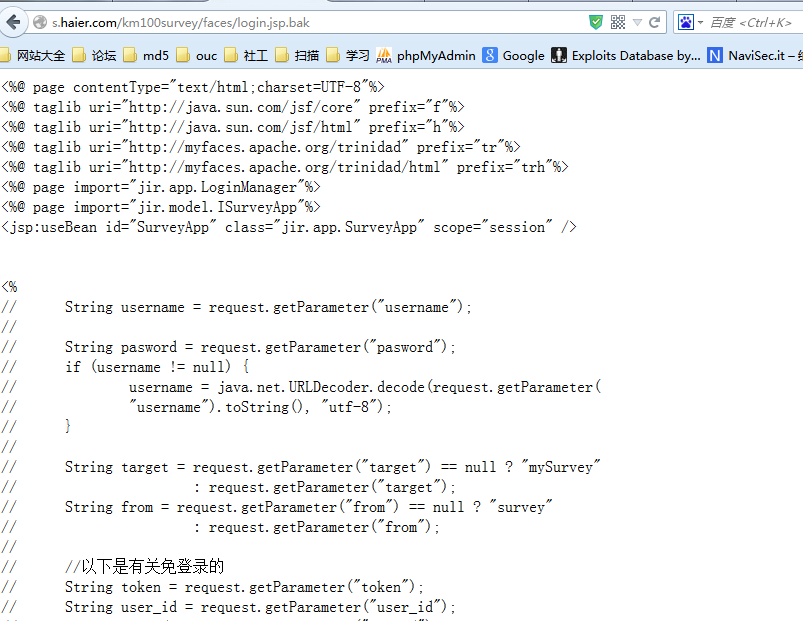 s.haier.com/km100survey/faces/login.jsp.bak
百度 <Ctrl+K>
网站大全 论坛 md5 ouc 社工 扫描 学习 phpMyAdmin Google Exploits Database by... NaviSec.it –
<%@ page contentType="text/html;charset=UTF-8"%>
<%@ taglib uri="http://java.sun.com/jsf/core" prefix="f"%>
<%@ taglib uri="http://java.sun.com/jsf/html" prefix="h"%>
<%@ taglib uri="http://myfaces.apache.org/trinidad" prefix="tr"%>
<%@ taglib uri="http://myfaces.apache.org/trinidad/html" prefix="trh"%>
<%@ page import="jir.app.LoginManager"%>
<%@ page import="jir.model.ISurveyApp"%>
<jsp:useBean id="SurveyApp" class="jir.app.SurveyApp" scope="session" />
<%
// String username = request.getParameter("username");
//
// String pasword = request.getParameter("pasword");
// if (username != null) {
// username = java.net.URLDecoder.decode(request.getParameter(
// "username").toString(), "utf-8");
// }
//
// String target = request.getParameter("target") == null ? "mySurvey"
// : request.getParameter("target");
// String from = request.getParameter("from") == null ? "survey"
// : request.getParameter("from");
//
// //以下是有关免登录的
// String token = request.getParameter("token");
// String user_id = request.getParameter("user_id");